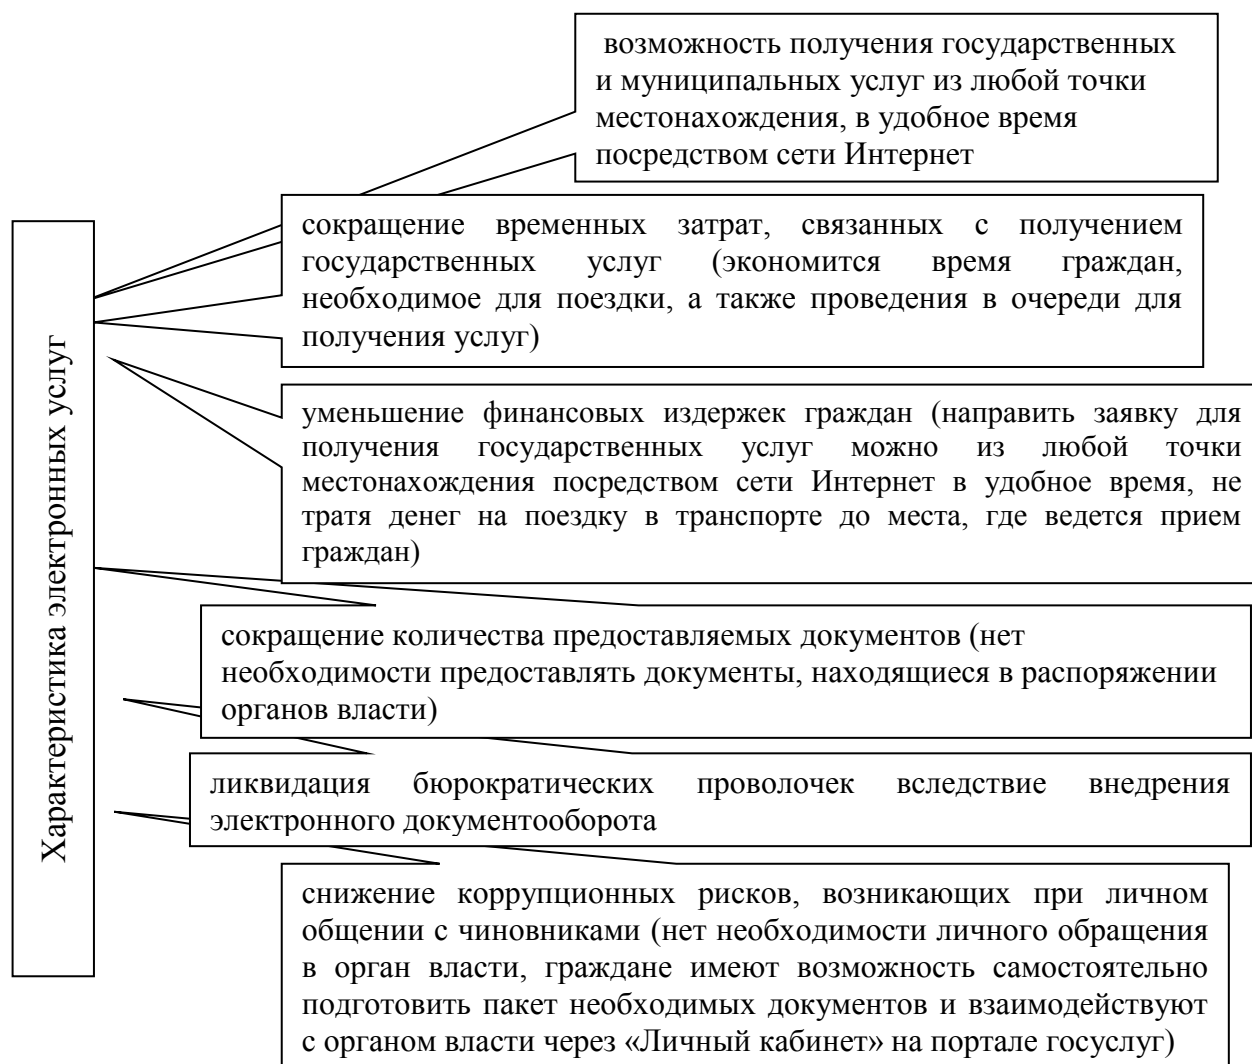 Характеристика электронных услуг
возможность получения государственных
и муниципальных услуг из любой точки
местонахождения, в удобное время
посредством сети Интернет
сокращение временных затрат, связанных с получением
государственных услуг (экономится время граждан,
необходимое для поездки, а также проведения в очереди для
получения услуг)
уменьшение финансовых издержек граждан (направить заявку для
получения государственных услуг можно из любой точки
местонахождения посредством сети Интернет в удобное время, не
тратя денег на поездку в транспорте до места, где ведется прием
граждан)
сокращение количества предоставляемых документов (нет
необходимости предоставлять документы, находящиеся в распоряжении
органов власти)
ликвидация бюрократических проволочек вследствие внедрения
электронного документооборота
снижение коррупционных рисков, возникающих при личном
общении с чиновниками (нет необходимости личного обращения
в орган власти, граждане имеют возможность самостоятельно
подготовить пакет необходимых документов и взаимодействуют
с органом власти через «Личный кабинет» на портале госуслуг)